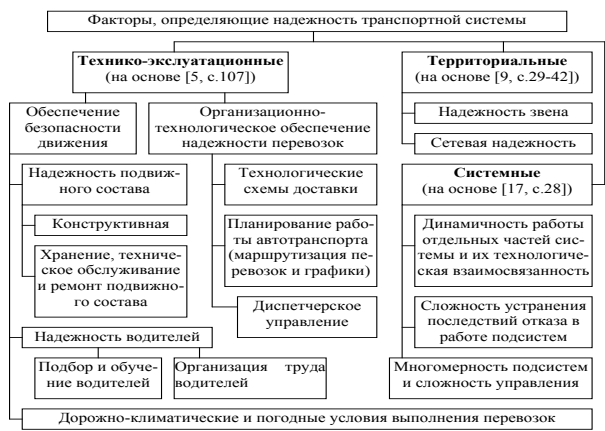 Факторы, определяющие надежность транспортной системы
Технико-экслуатационные
(на основе [5, с.107])
Территориальные
(на основе [9, с.29-42])
Обеспечение
безопасности
движения
Организационно-
технологическое обеспечение
надежности перевозок
Надежность звена
Сетевая надежность
Надежность подвиж-
ного состава
Технологические
схемы доставки
Системные
(на основе [17, с.28])
Конструктивная
Планирование рабо-
ты автотранспорта
(маршрутизация пе-
ревозок и графики)
Динамичность работы
отдельных частей сис-
темы и их технологиче-
ская взаимосвязанность
Хранение, техниче-
ское обслуживание
и ремонт подвижно-
го состава
Диспетчерское
управление
Сложность устранения
последствий отказа в
работе подсистем
Надежность водителей
Подбор и обуче-
ние водителей
Организация труда
водителей
Многомерность подсистем
и сложность управления
Дорожно-климатические и погодные условия выполнения перевозок